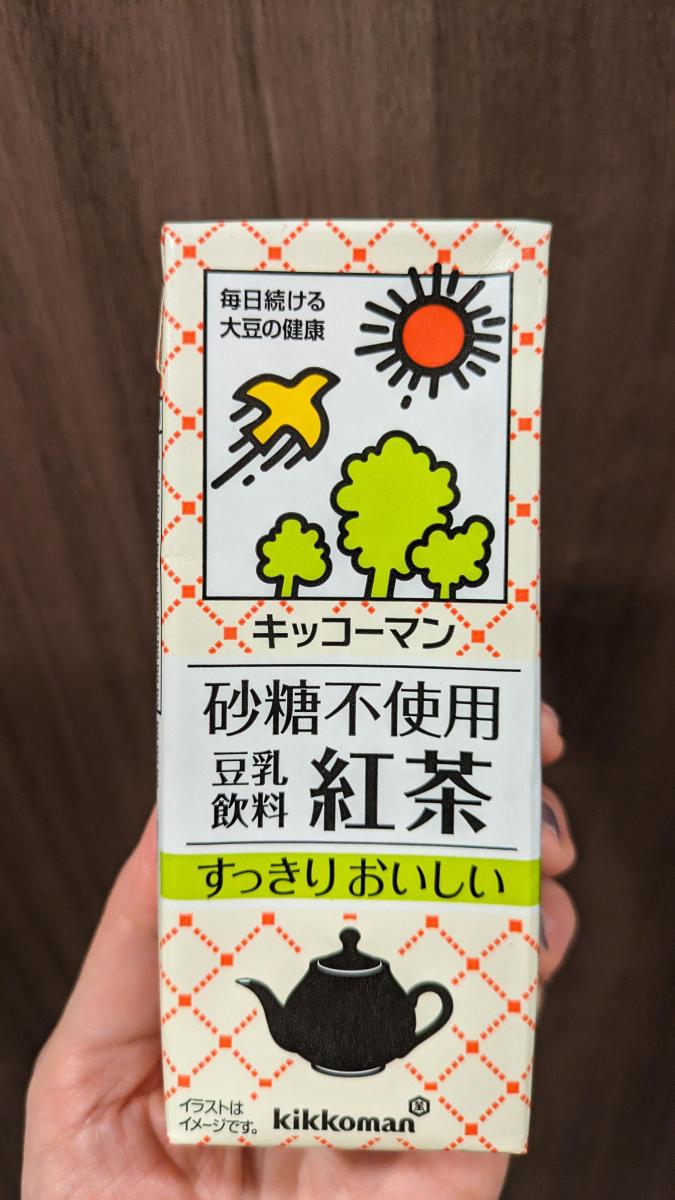 毎日続ける
大豆の健康
キッコーマン
砂糖不使用
豆乳
飲料
紅茶
すっきりおいしい
イラストは
イメージです。
kikkoman